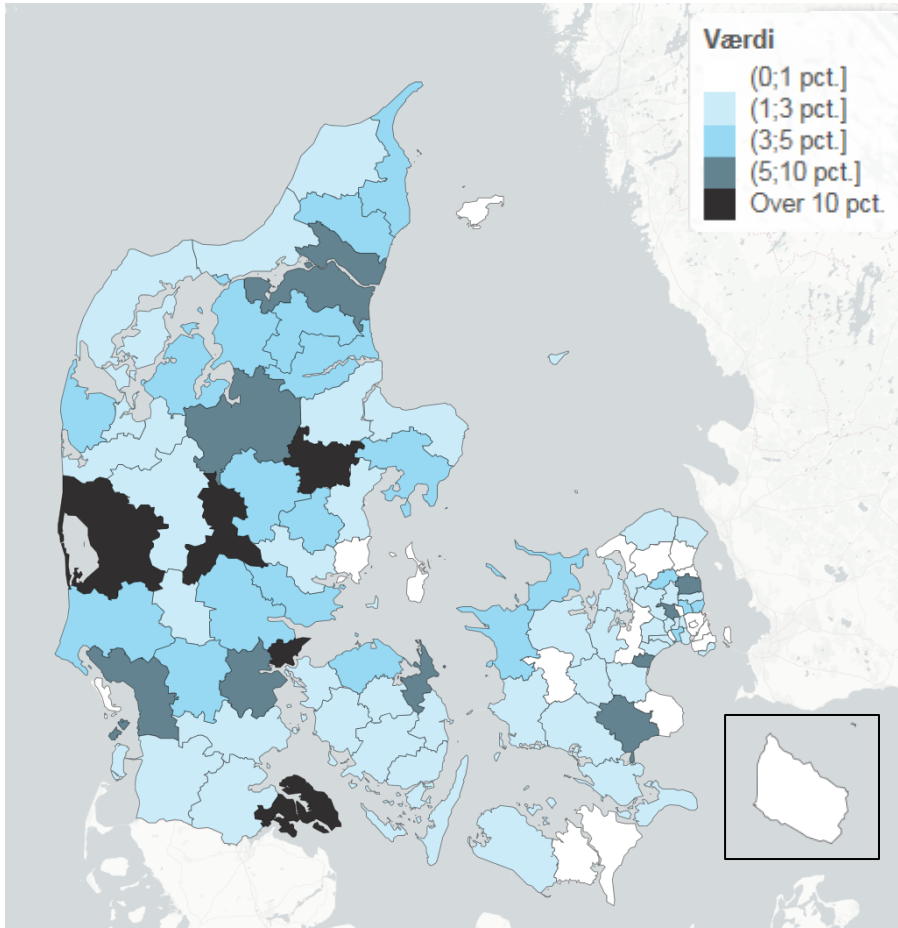 Værdi
(0;1 pct.]
(1;3 pct.]
(3;5 pct.]
(5;10 pct.]
Over 10 pct.